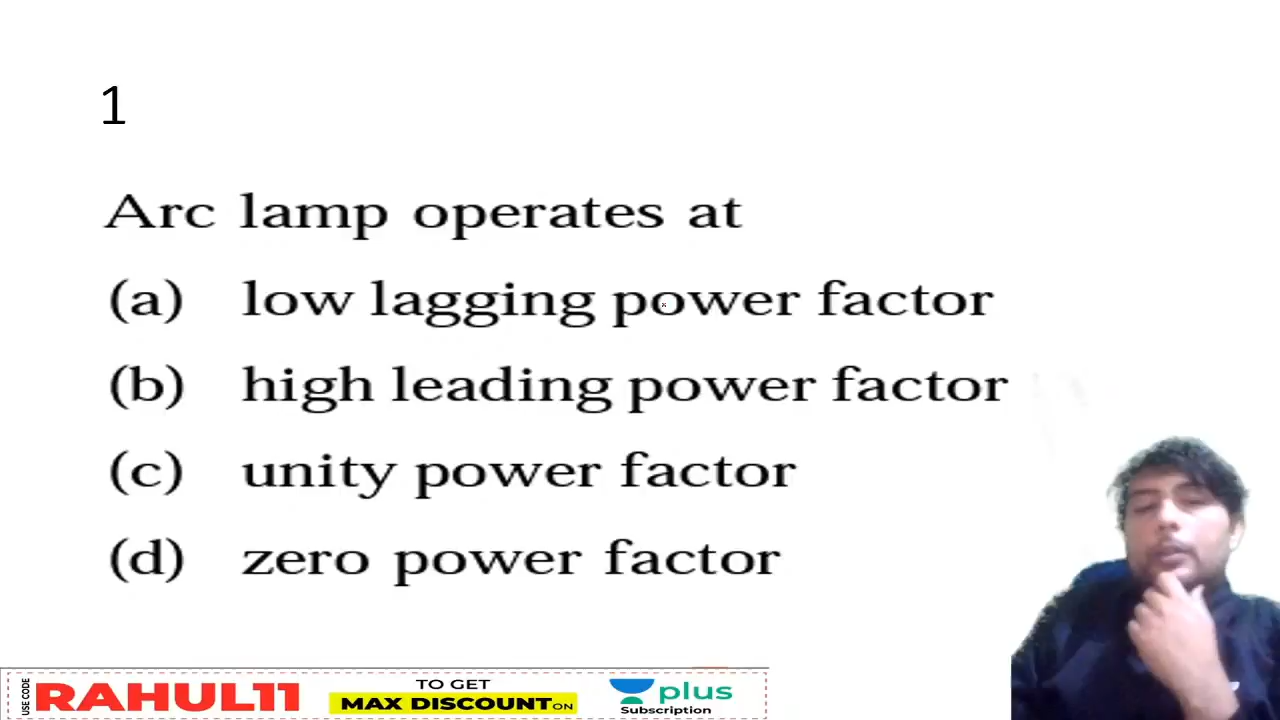 1
Arc lamp operates at
(a) low lagging power factor
(b) high leading power factor
(c) unity power factor
(d) zero power factor
USE CODE
RAHUL11
TO GET
MAX DISCOUNT ON
plus
Subscription